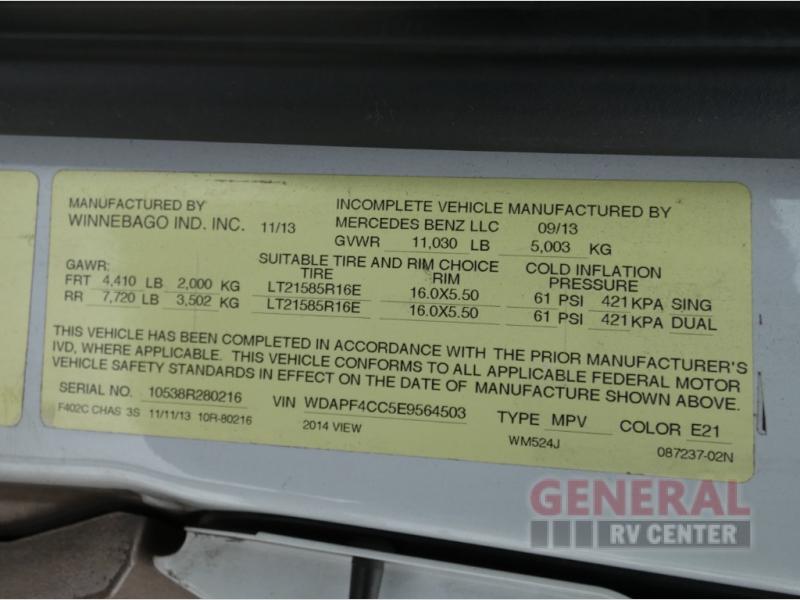 MANUFACTURED BY
WINNEBAGO IND. INC. 11/13
INCOMPLETE VEHICLE MANUFACTURED BY
MERCEDES BENZ LLC 09/13
GVWR 11,030 LB 5,003 KG
GAWR: SUITABLE TIRE AND RIM CHOICE COLD INFLATION
TIRE RIM PRESSURE
FRT 4,410 LB 2,000 KG LT21585R16E 16.0X5.50 61 PSI 421 KPA SING
RR 7,720 LB 3,502 KG LT21585R16E 16.0X5.50 61 PSI 421 KPA DUAL
THIS VEHICLE HAS BEEN COMPLETED IN ACCORDANCE WITH THE PRIOR MANUFACTURER'S
IVD, WHERE APPLICABLE. THIS VEHICLE CONFORMS TO ALL APPLICABLE FEDERAL MOTOR
VEHICLE SAFETY STANDARDS IN EFFECT ON THE DATE OF MANUFACTURE SHOWN ABOVE.
SERIAL NO. 10538R280216 VIN WDAPF4CC5E9564503 TYPE MPV COLOR E21
F402C CHAS 3S 11/11/13 10R-80216 2014 VIEW WM524J 087237-02N
GENERAL
RV CENTER